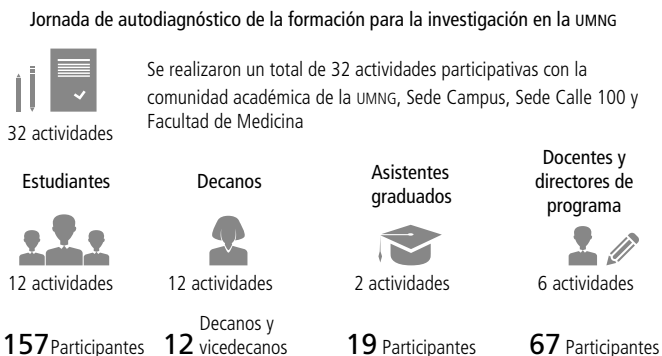 Jornada de autodiagnóstico de la formación para la investigación en la UMNG
Se realizaron un total de 32 actividades participativas con la
comunidad académica de la UMNG, Sede Campus, Sede Calle 100 y
Facultad de Medicina
32 actividades
Estudiantes
Decanos
Asistentes
graduados
Docentes y
directores de
programa
12 actividades
12 actividades
2 actividades
6 actividades
157 Participantes
12 Decanos y
vicedecanos
19 Participantes
67 Participantes